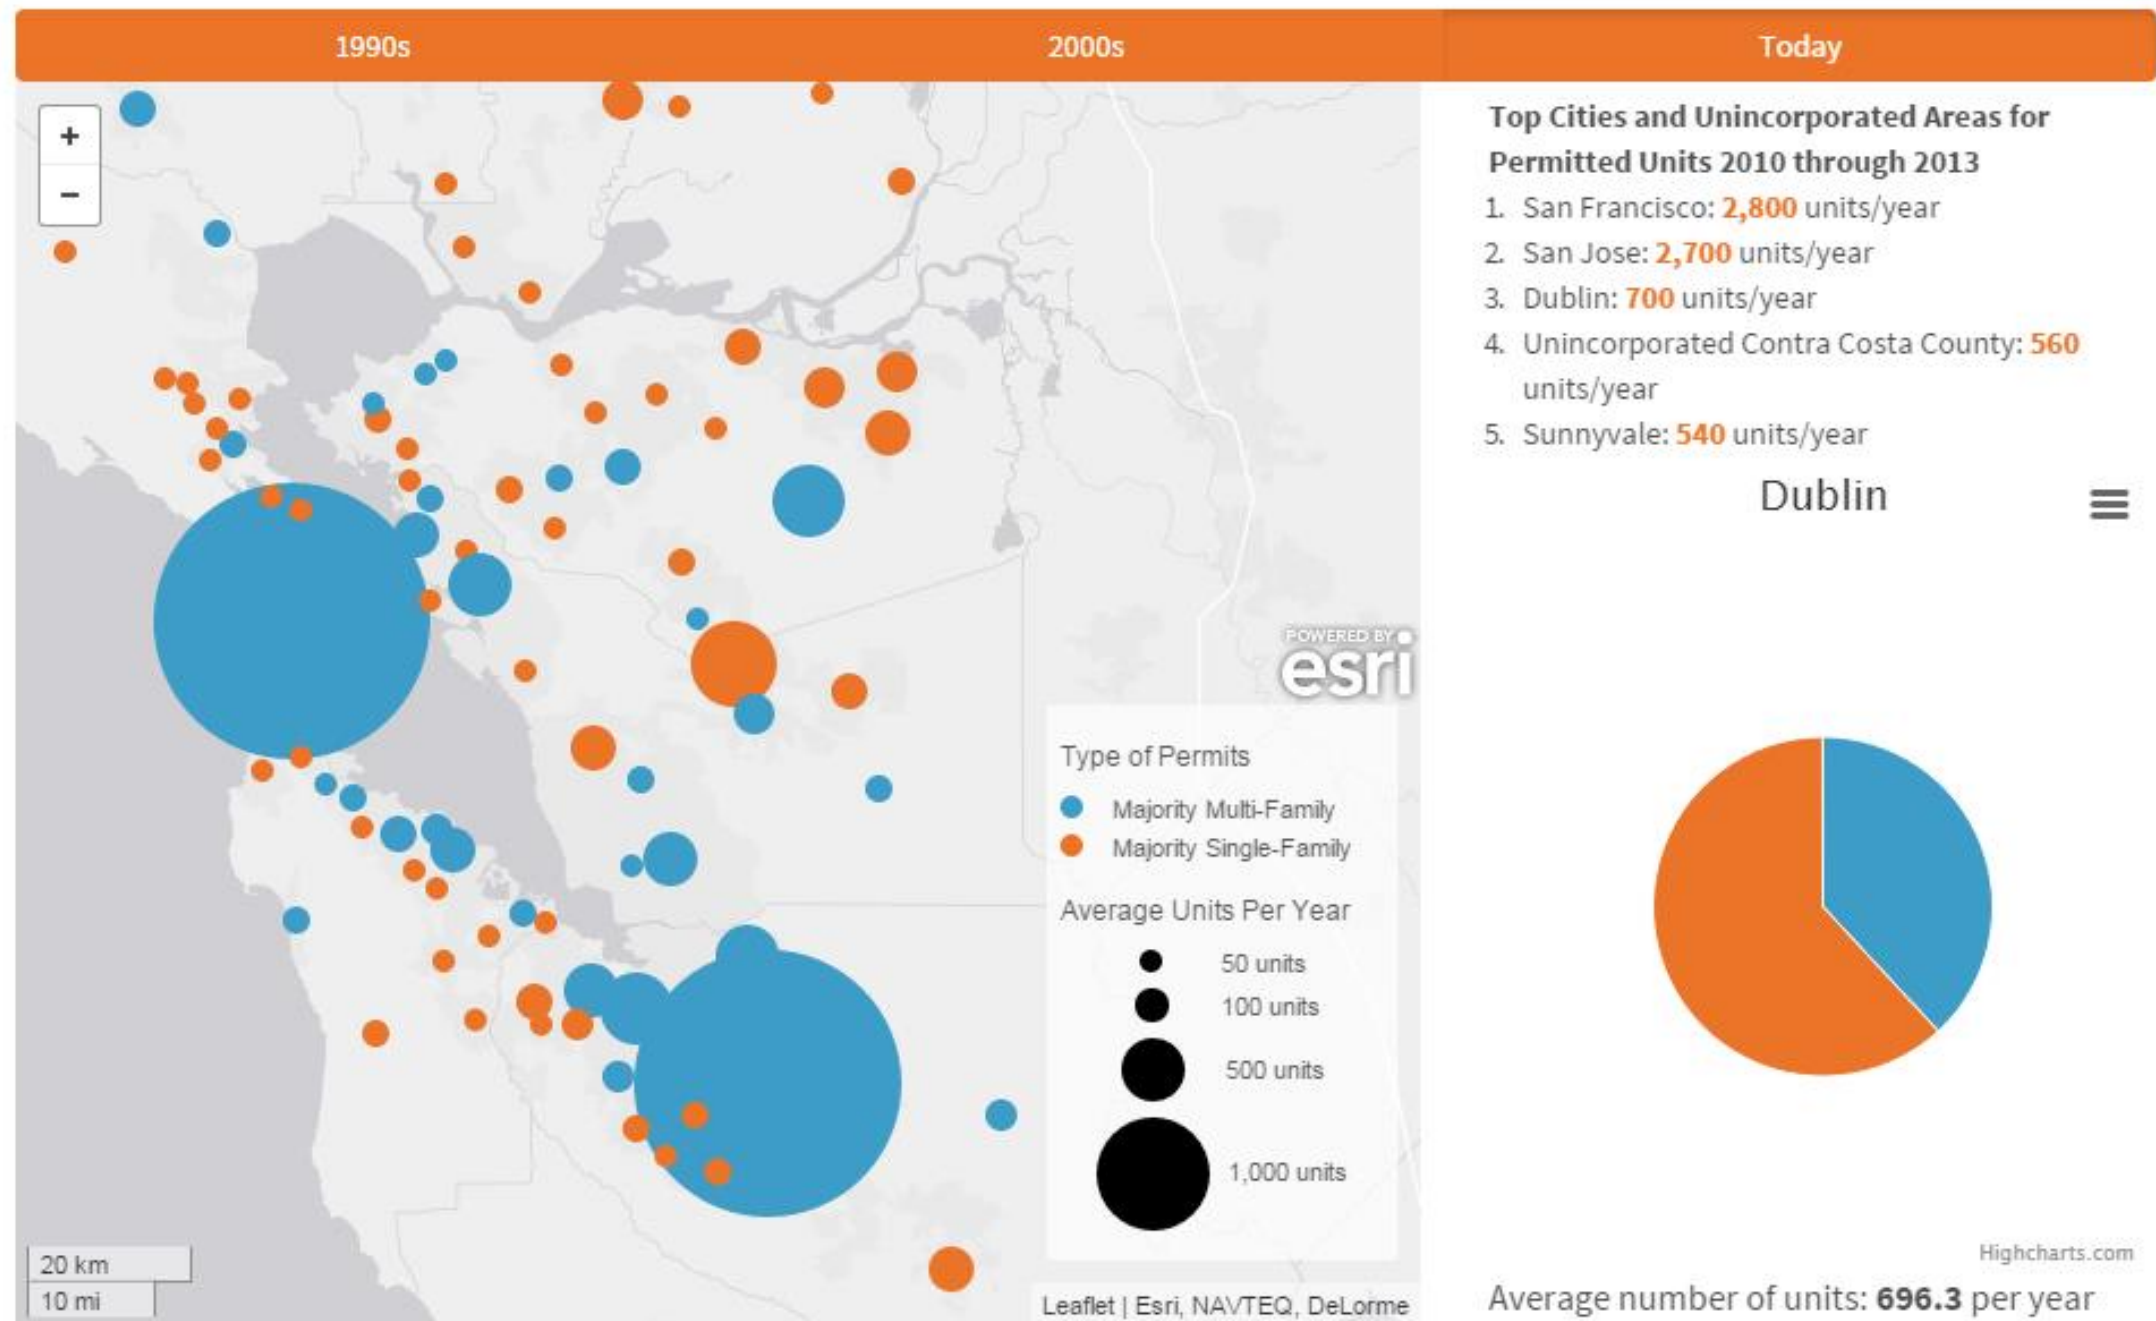 1990s
2000s
Today
+
−
Top Cities and Unincorporated Areas for
Permitted Units 2010 through 2013
1. San Francisco: 2,800 units/year
2. San Jose: 2,700 units/year
3. Dublin: 700 units/year
4. Unincorporated Contra Costa County: 560
units/year
5. Sunnyvale: 540 units/year
Dublin
POWERED BY
esri
Type of Permits
Majority Multi-Family
Majority Single-Family
Average Units Per Year
50 units
100 units
500 units
1,000 units
20 km
10 mi
Leaflet | Esri, NAVTEQ, DeLorme
Highcharts.com
Average number of units: 696.3 per year